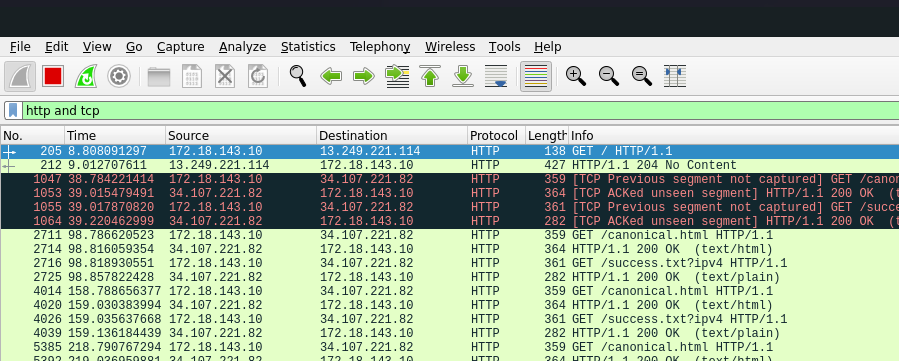 File Edit View Go Capture Analyze Statistics Telephony Wireless Tools Help
http and tcp
No. Time Source Destination Protocol Length Info
205 8.808091297 172.18.143.10 13.249.221.114 HTTP 138 GET / HTTP/1.1
212 9.012707611 13.249.221.114 172.18.143.10 HTTP 427 HTTP/1.1 204 No Content
1047 38.784221414 172.18.143.10 34.107.221.82 HTTP 359 [TCP Previous segment not captured] GET /canon
1053 39.015479491 34.107.221.82 172.18.143.10 HTTP 364 [TCP ACKed unseen segment] HTTP/1.1 200 OK (t
1055 39.017870820 172.18.143.10 34.107.221.82 HTTP 361 [TCP Previous segment not captured] GET /succe
1064 39.220462999 34.107.221.82 172.18.143.10 HTTP 282 [TCP ACKed unseen segment] HTTP/1.1 200 OK (t
2711 98.786620523 172.18.143.10 34.107.221.82 HTTP 359 GET /canonical.html HTTP/1.1
2714 98.816059354 34.107.221.82 172.18.143.10 HTTP 364 HTTP/1.1 200 OK (text/html)
2716 98.818930551 172.18.143.10 34.107.221.82 HTTP 361 GET /success.txt?ipv4 HTTP/1.1
2725 98.857822428 34.107.221.82 172.18.143.10 HTTP 282 HTTP/1.1 200 OK (text/plain)
4014 158.788656377 172.18.143.10 34.107.221.82 HTTP 359 GET /canonical.html HTTP/1.1
4020 159.030383994 34.107.221.82 172.18.143.10 HTTP 364 HTTP/1.1 200 OK (text/html)
4026 159.035637668 172.18.143.10 34.107.221.82 HTTP 361 GET /success.txt?ipv4 HTTP/1.1
4039 159.136184439 34.107.221.82 172.18.143.10 HTTP 282 HTTP/1.1 200 OK (text/plain)
5385 218.790767294 172.18.143.10 34.107.221.82 HTTP 359 GET /canonical.html HTTP/1.1
5392 219.036959881 34.107.221.82 172.18.143.10 HTTP 364 HTTP/1.1 200 OK (text/html)